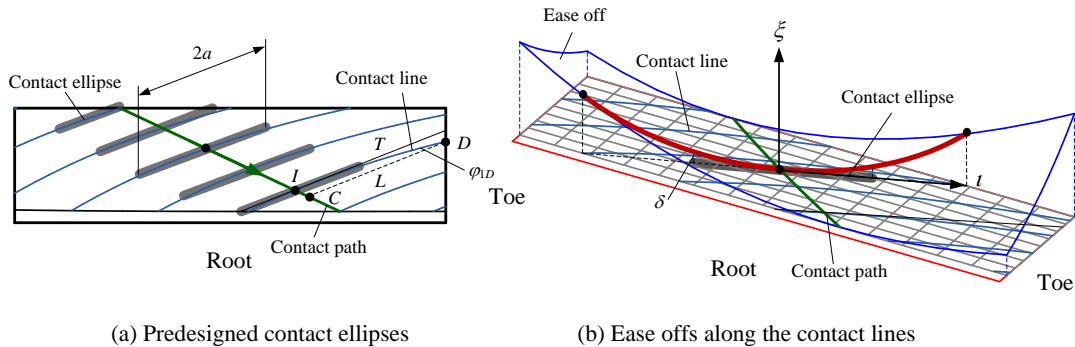 2a
Contact ellipse
Contact line
T
D
I
L
φ1D
C
Toe
Contact path
Root
(a) Predesigned contact ellipses
Ease off
ξ
Contact line
Contact ellipse
t
δ
Root
Contact path
Toe
(b) Ease offs along the contact lines